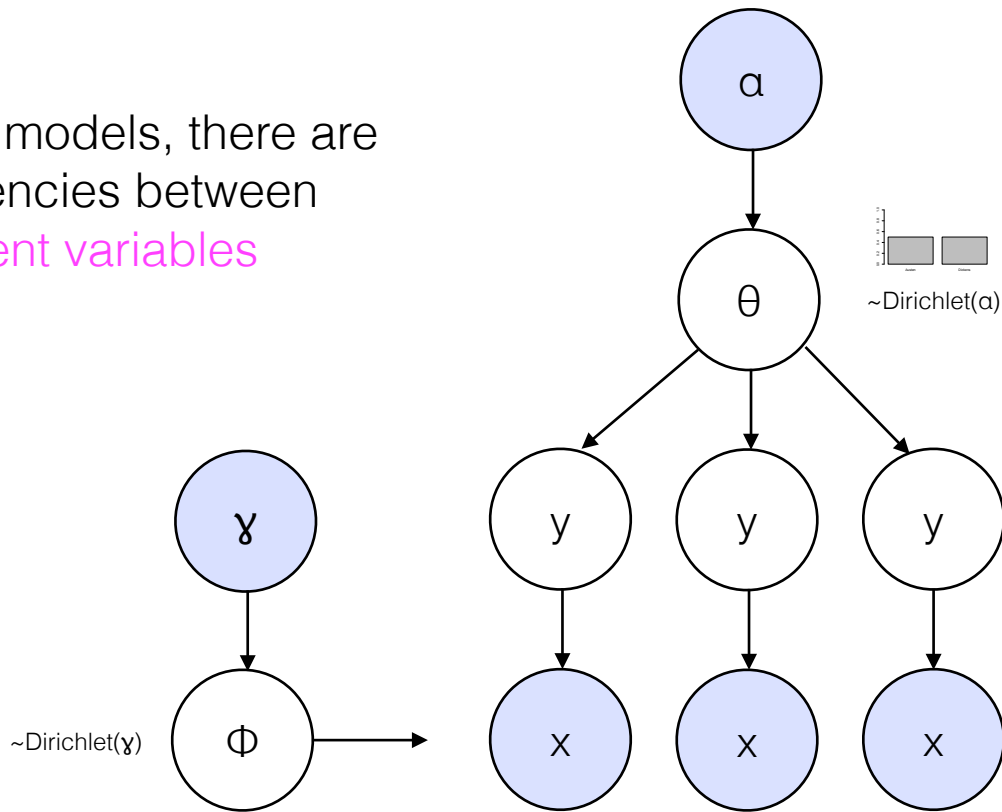 models, there are
encies between
ent variables
α
θ
~Dirichlet(α)
y
y
y
ɣ
~Dirichlet(ɣ)
Φ
x
x
x